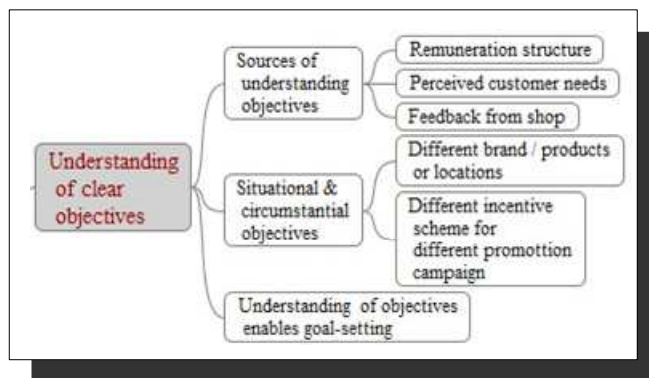 Understanding
of clear
objectives
Sources of
understanding
objectives
Remuneration structure
Perceived customer needs
Feedback from shop
Situational &
circumstantial
objectives
Different brand / products
or locations
Different incentive
scheme for
different promottion
campaign
Understanding of objectives
enables goal-setting